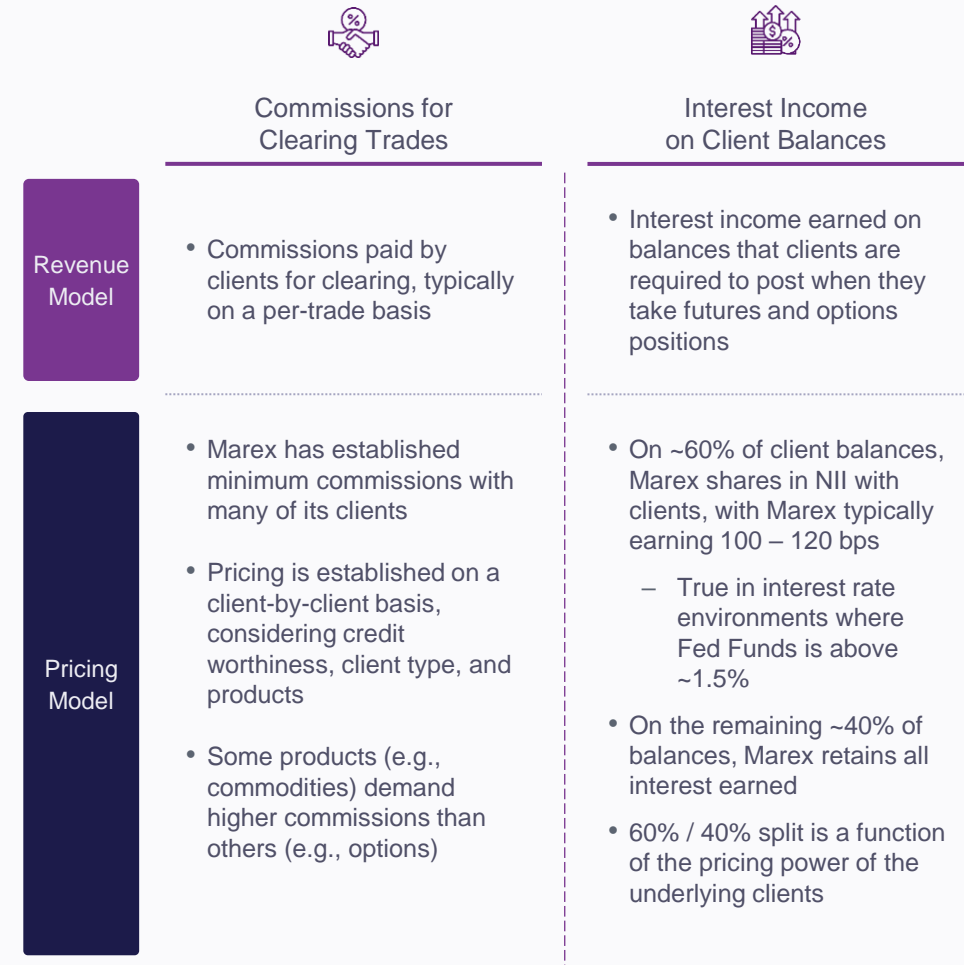 %
$
%
Commissions for
Clearing Trades
Interest Income
on Client Balances
Revenue
Model
• Commissions paid by
clients for clearing, typically
on a per-trade basis
• Interest income earned on
balances that clients are
required to post when they
take futures and options
positions
Pricing
Model
• Marex has established
minimum commissions with
many of its clients
• Pricing is established on a
client-by-client basis,
considering credit
worthiness, client type, and
products
• Some products (e.g.,
commodities) demand
higher commissions than
others (e.g., options)
• On ~60% of client balances,
Marex shares in NII with
clients, with Marex typically
earning 100 – 120 bps
– True in interest rate
environments where
Fed Funds is above
~1.5%
• On the remaining ~40% of
balances, Marex retains all
interest earned
• 60% / 40% split is a function
of the pricing power of the
underlying clients